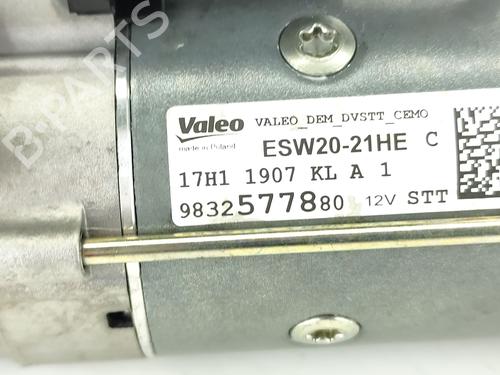 Valeo VALEO_DEM_DVSTT_CEMO
made in Poland ESW20-21HE C
17H1 1907 KL A 1
9832577880 12V STT
B-PARTS